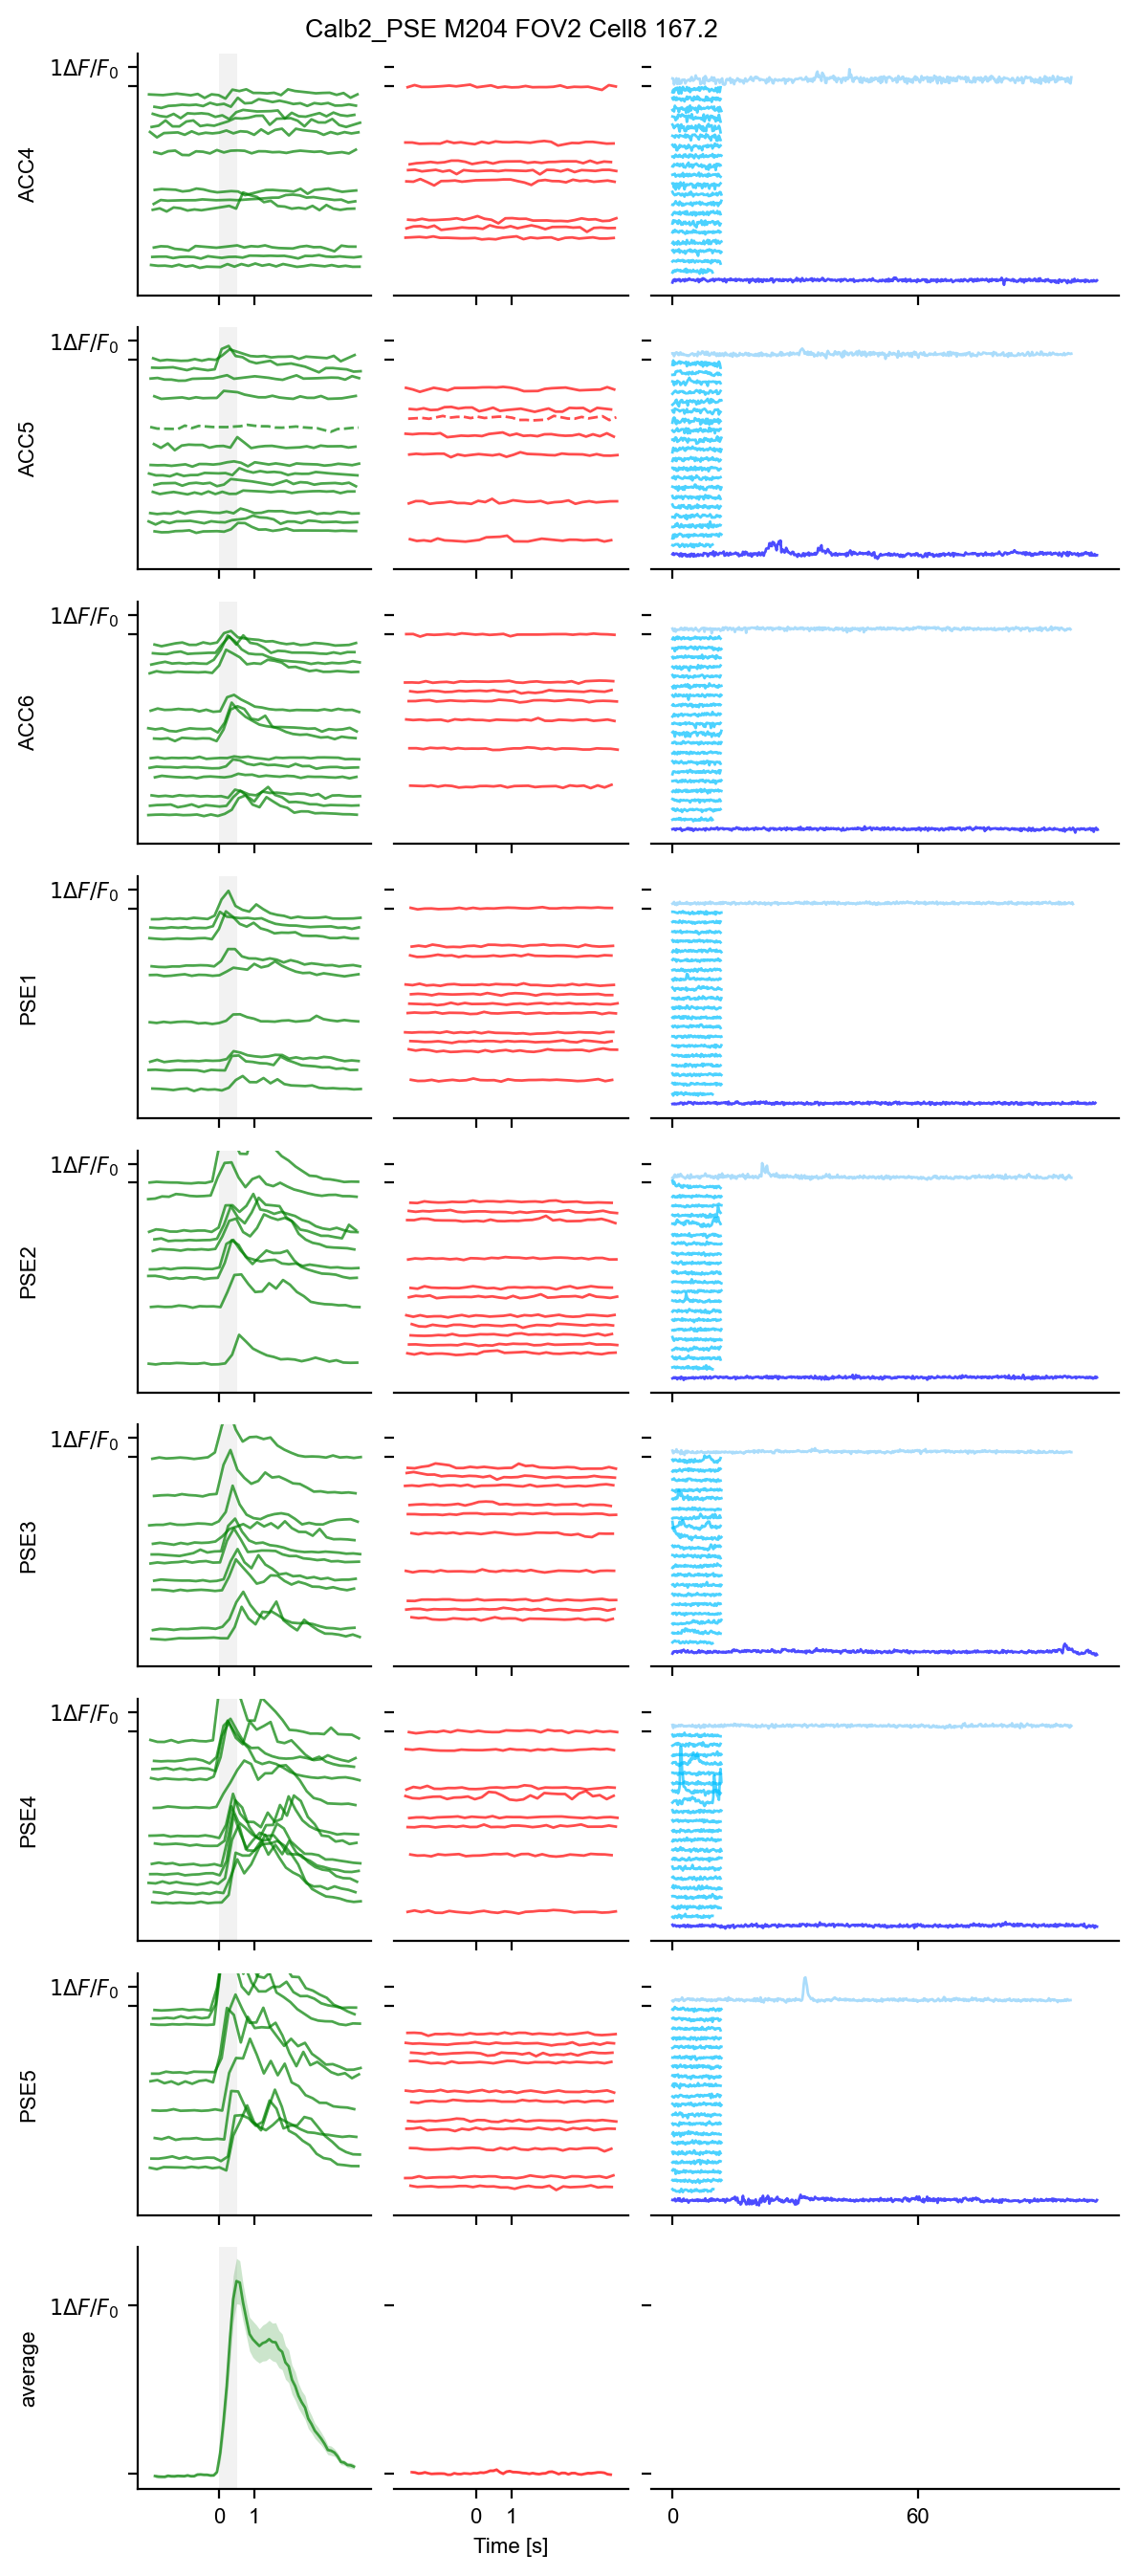 Calb2_PSE M204 FOV2 Cell8 167.2
1ΔF/F₀
ACC4
1ΔF/F₀
ACC5
1ΔF/F₀
ACC6
1ΔF/F₀
PSE1
1ΔF/F₀
PSE2
1ΔF/F₀
PSE3
1ΔF/F₀
PSE4
1ΔF/F₀
PSE5
1ΔF/F₀
average
0 1 0 1 0 60
Time [s]